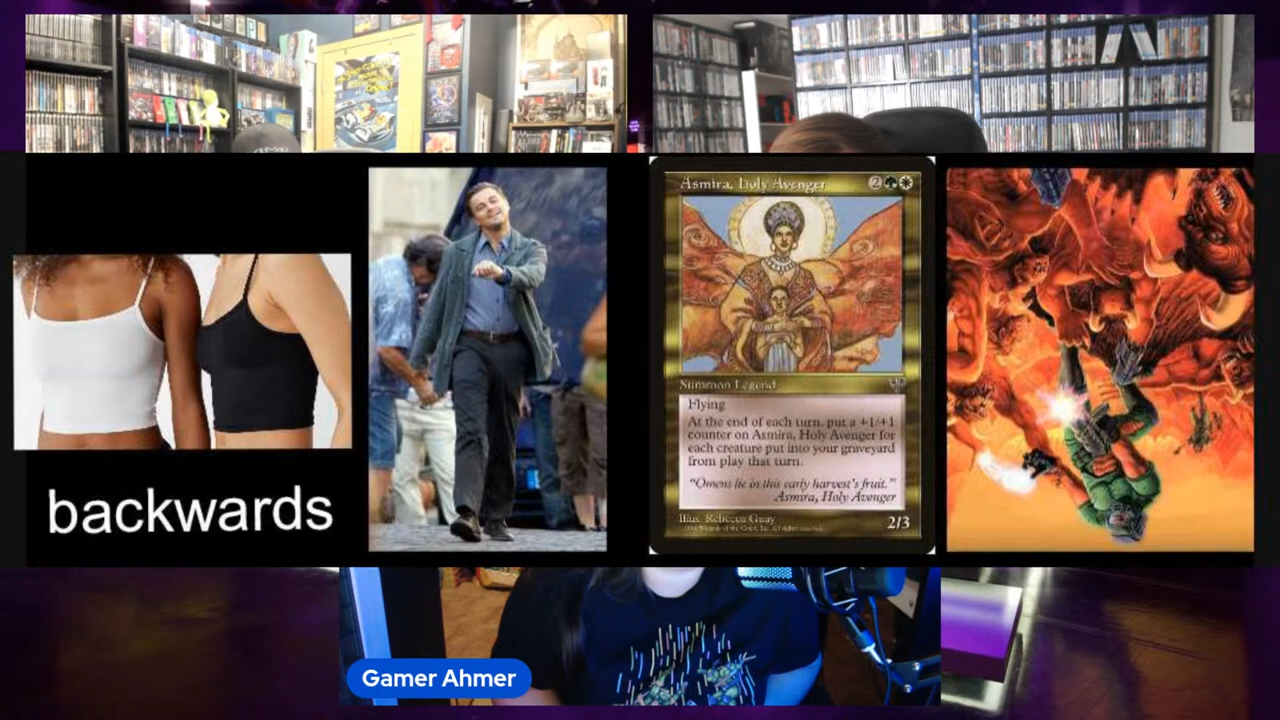 backwards
Asmira, Holy Avenger 2
Summon Legend
Flying
At the end of each turn, put a +1/+1
counter on Asmira, Holy Avenger for
each creature put into your graveyard
from play that turn.
"Omens lie in this early harvest's fruit."
Asmira, Holy Avenger
Illus. Rebecca Guay
2/3
Gamer Ahmer